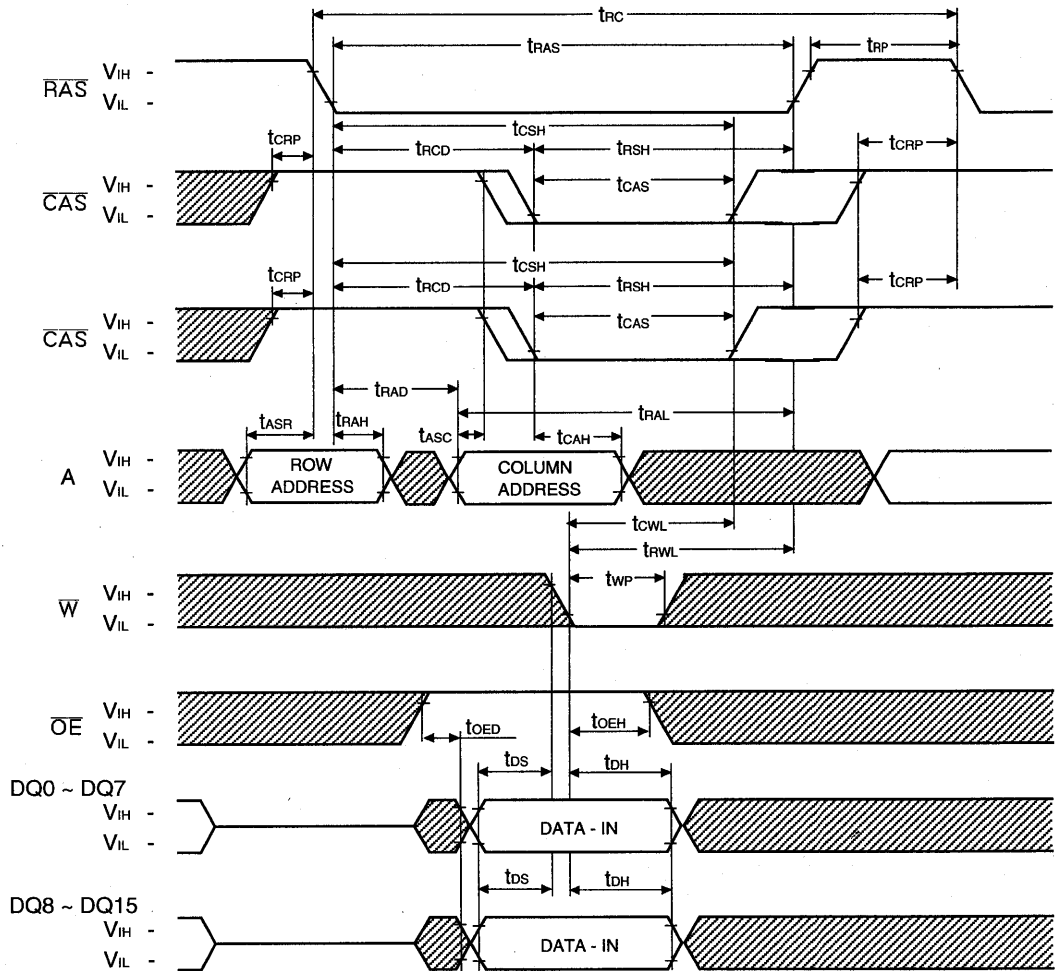 tRC
tRAS
tRP
RAS
VIH -
VIL -
tCSH
tCRP
tRCD
tRSH
tCRP
CAS
VIH -
VIL -
tCAS
tCSH
tCRP
tRCD
tRSH
tCRP
CAS
VIH -
VIL -
tCAS
tRAD
tRAL
tASR
tRAH
tASC
tCAH
A
VIH -
VIL -
ROW
ADDRESS
COLUMN
ADDRESS
tCWL
tRWL
tWP
W
VIH -
VIL -
OE
VIH -
VIL -
tOED
tOEH
tDS
tDH
DQ0 ~ DQ7
VIH -
VIL -
DATA - IN
tDS
tDH
DQ8 ~ DQ15
VIH -
VIL -
DATA - IN